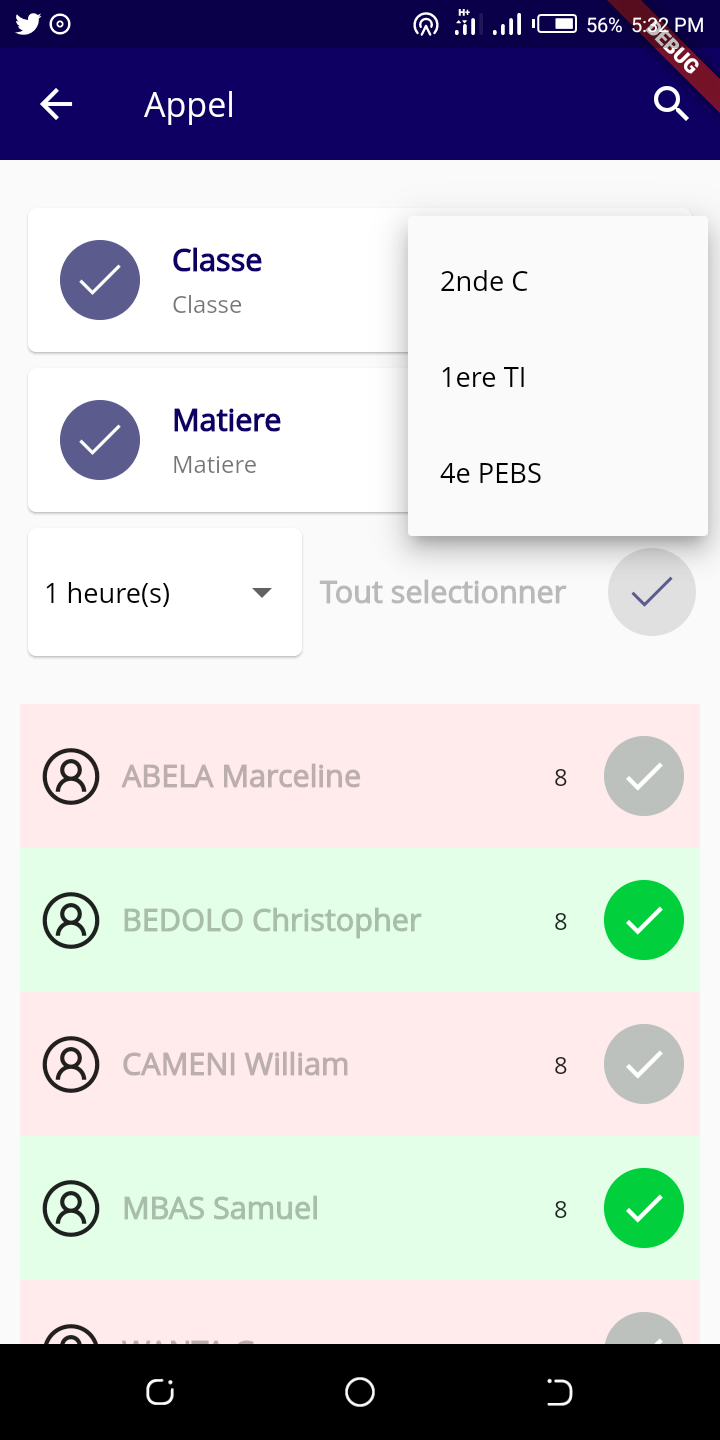 H+
56% 5:32 PM
DEBUG
Appel
Classe
Classe
2nde C
1ere TI
Matiere
Matiere
4e PEBS
1 heure(s)
Tout selectionner
ABELA Marceline
8
BEDOLO Christopher
8
CAMENI William
8
MBAS Samuel
8